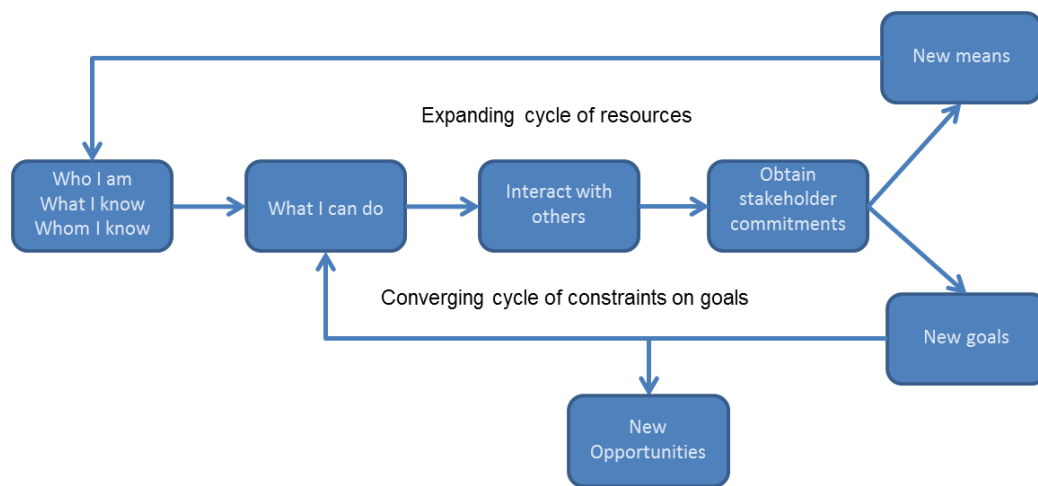 New means
Expanding cycle of resources
Who I am
What I know
Whom I know
What I can do
Interact with
others
Obtain
stakeholder
commitments
Converging cycle of constraints on goals
New goals
New
Opportunities